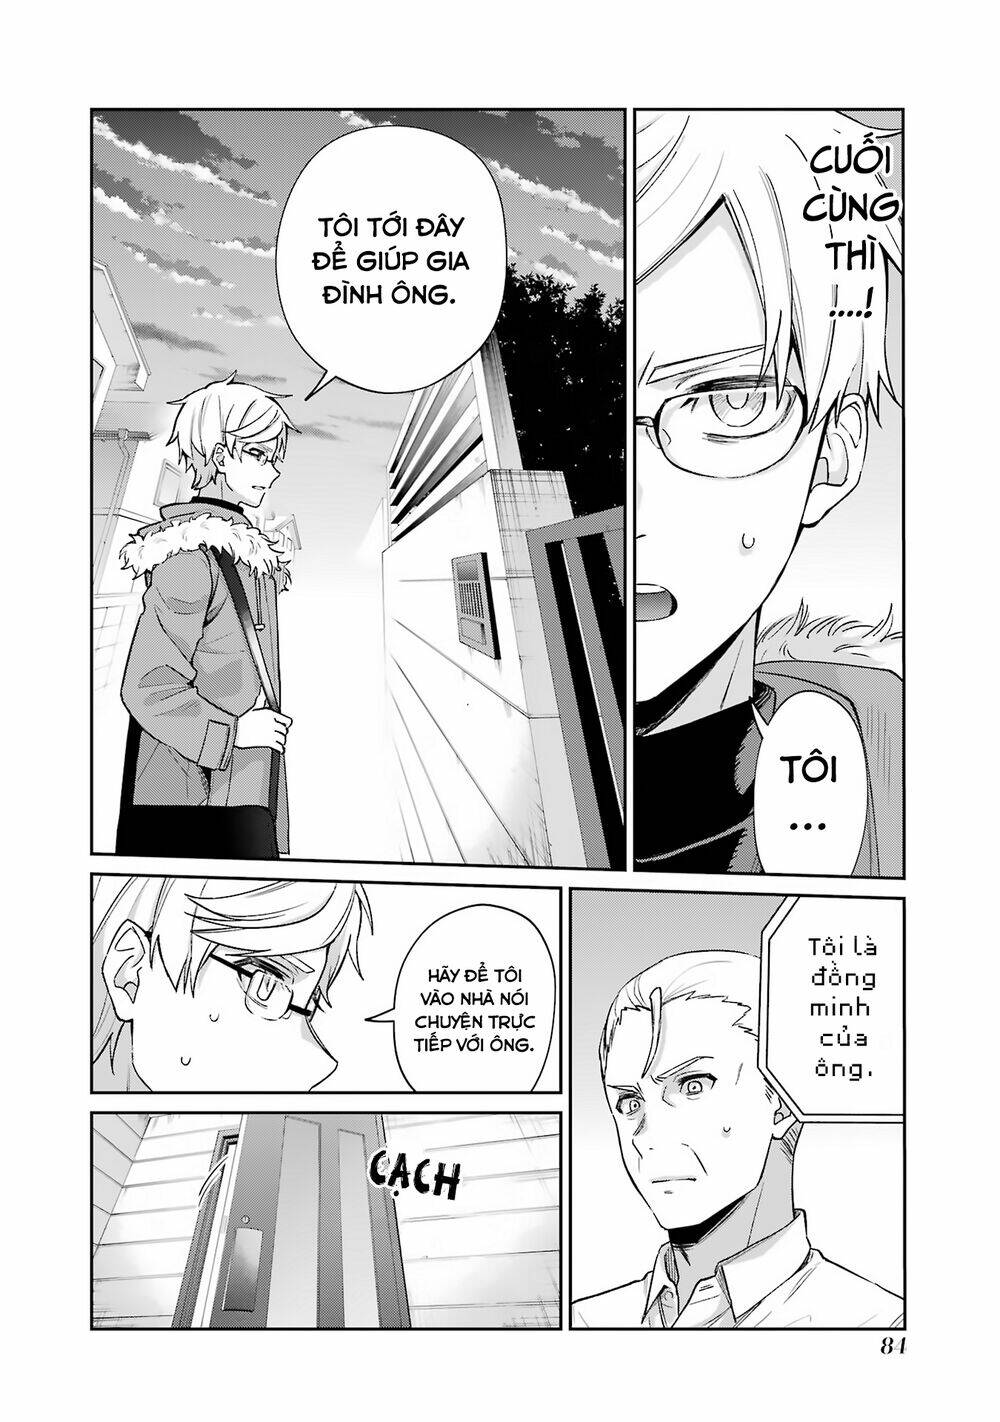 CUỐI
CÙNG
THÌ
.....!
TÔI
...
TÔI TỚI ĐÂY
ĐỂ GIÚP GIA
ĐÌNH ÔNG.
Tôi là
đồng
minh
của
ông.
HÃY ĐỂ TÔI
VÀO NHÀ NÓI
CHUYỆN TRỰC
TIẾP VỚI ÔNG.
CẠCH
84